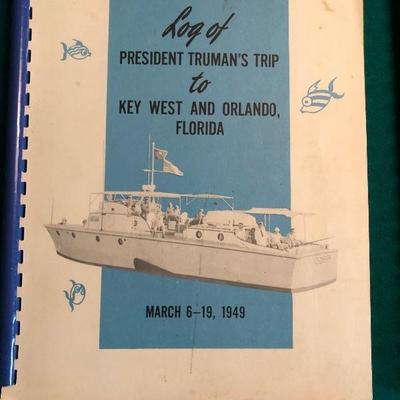 Log of
PRESIDENT TRUMAN'S TRIP
to
KEY WEST AND ORLANDO,
FLORIDA
MARCH 6–19, 1949